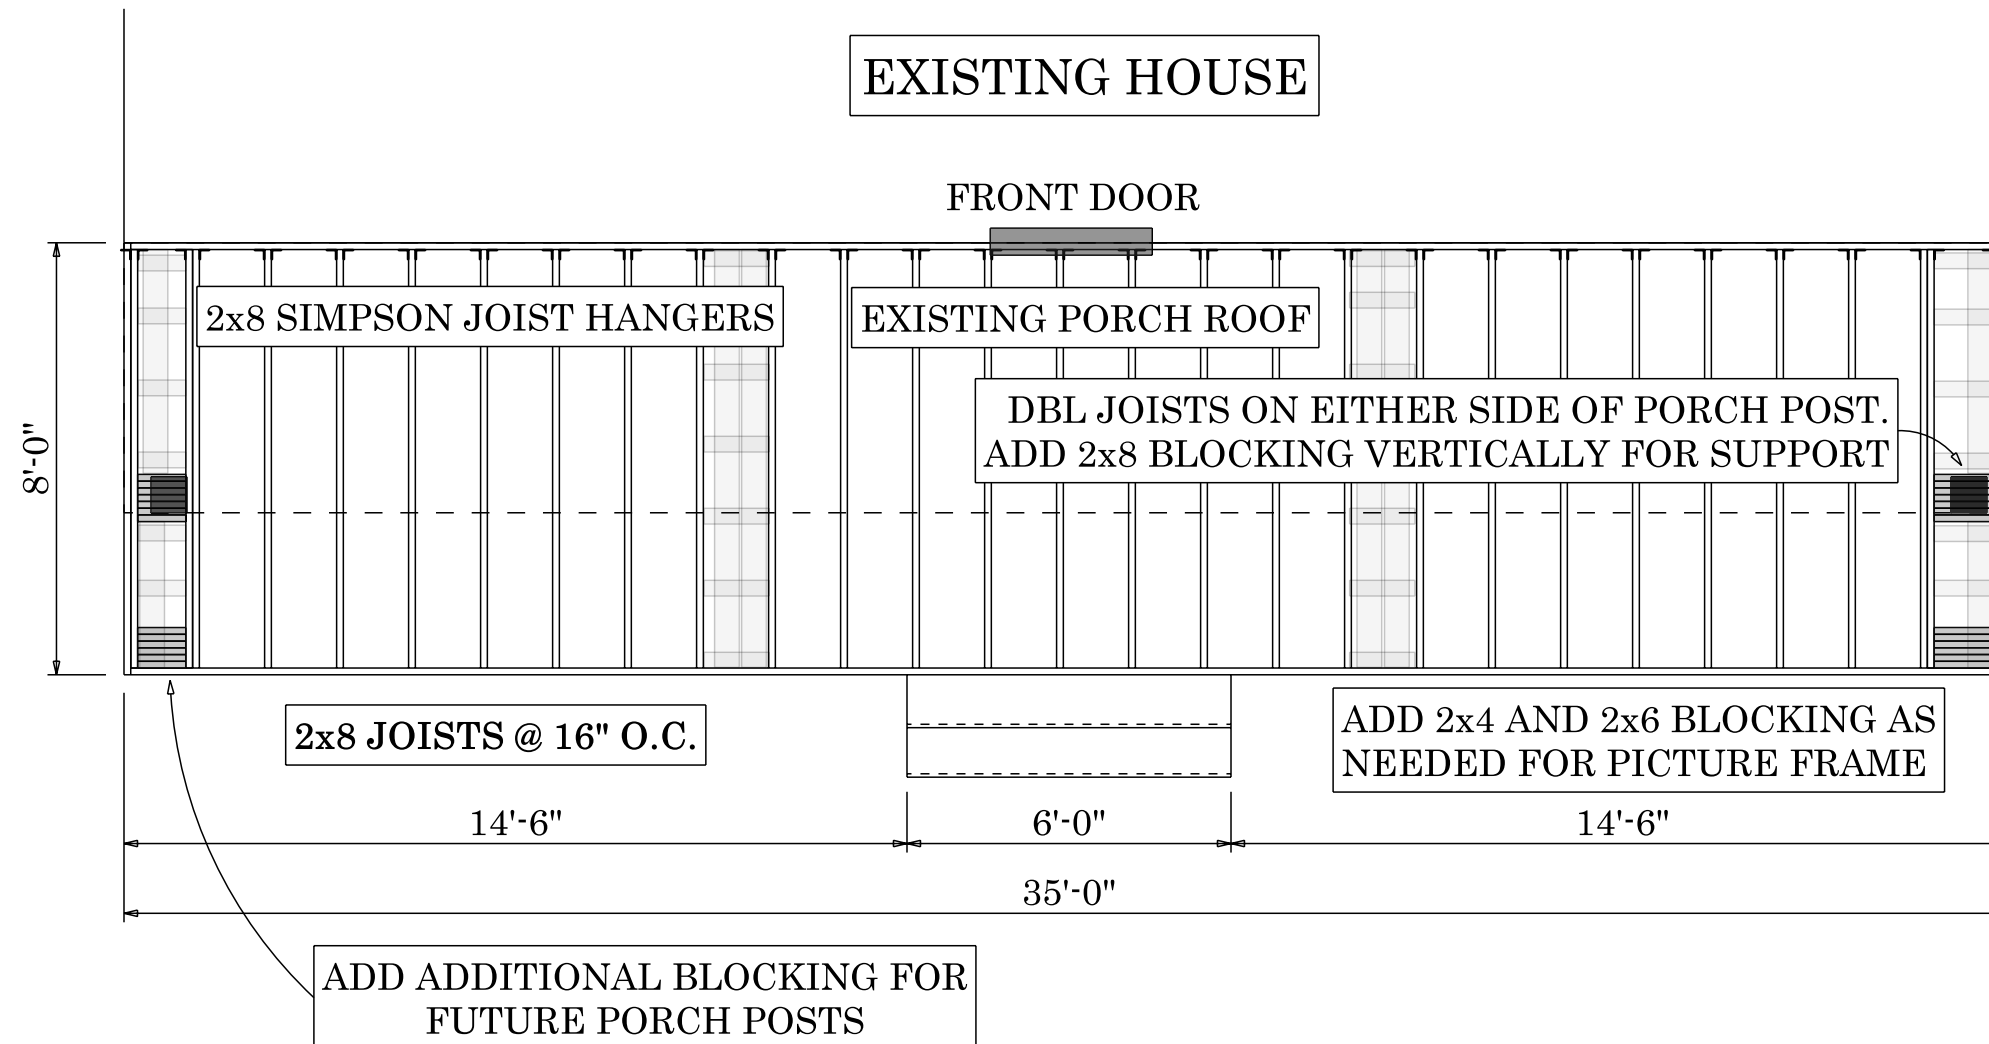 EXISTING HOUSE
FRONT DOOR
2x8 SIMPSON JOIST HANGERS
EXISTING PORCH ROOF
DBL JOISTS ON EITHER SIDE OF PORCH POST.
ADD 2x8 BLOCKING VERTICALLY FOR SUPPORT
8'-0"
2x8 JOISTS @ 16" O.C.
ADD 2x4 AND 2x6 BLOCKING AS
NEEDED FOR PICTURE FRAME
14'-6"
6'-0"
14'-6"
35'-0"
ADD ADDITIONAL BLOCKING FOR
FUTURE PORCH POSTS